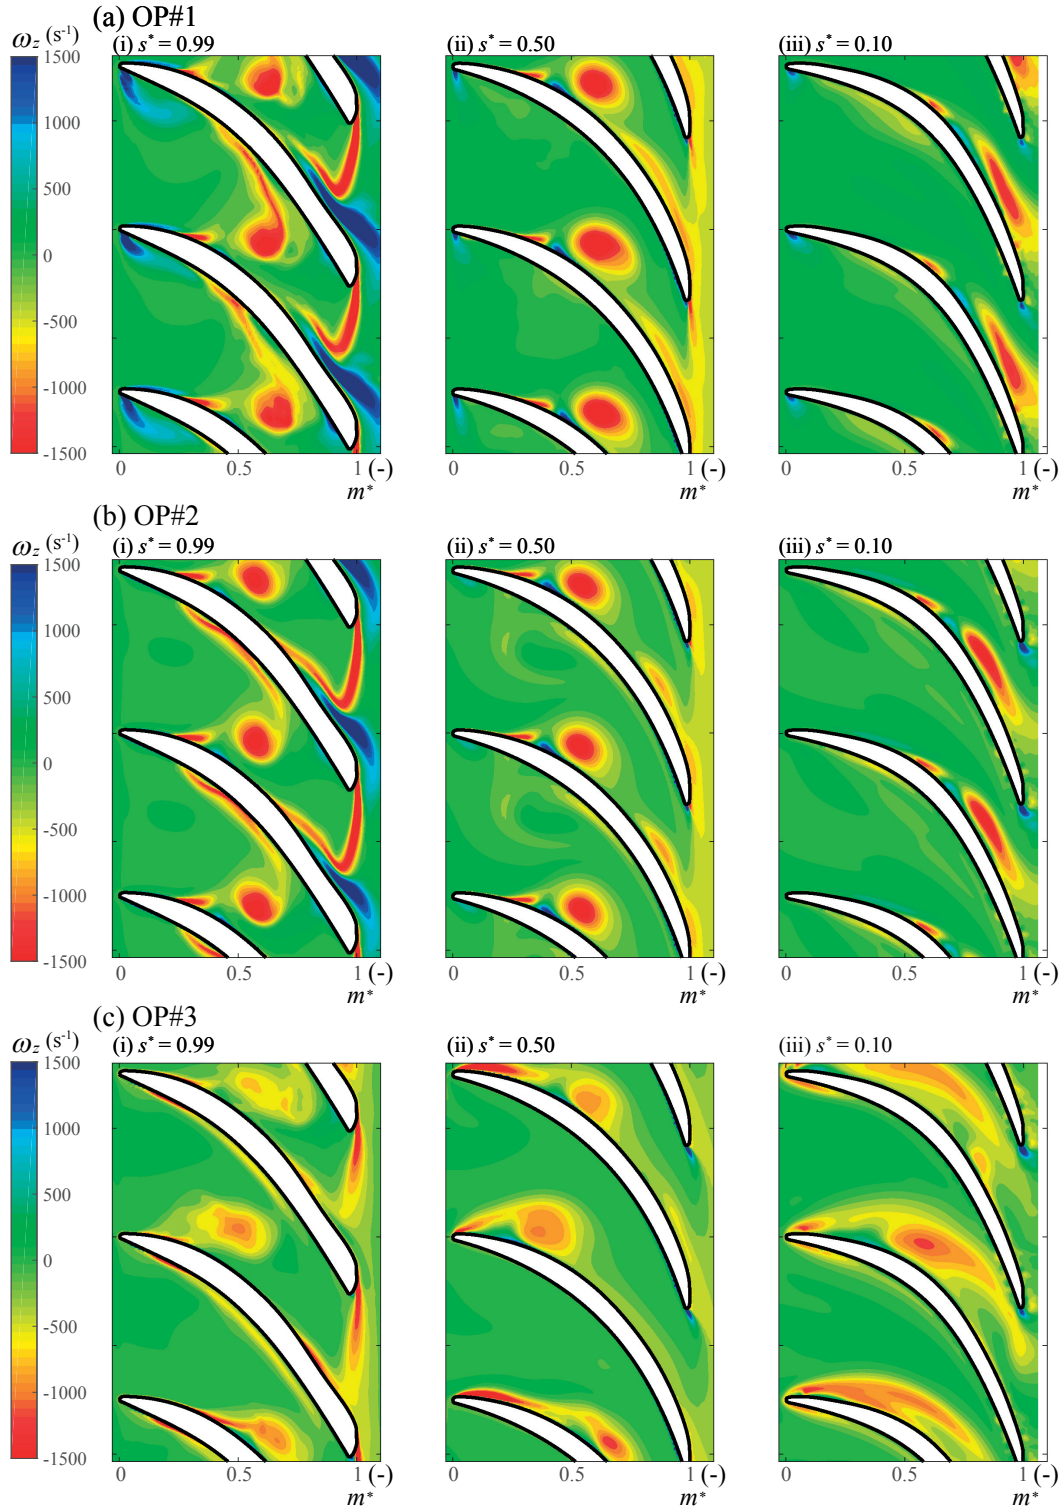 (a) OP#1
ω_z (s⁻¹)
(i) s* = 0.99
(ii) s* = 0.50
(iii) s* = 0.10
1500
1000
500
0
-500
-1000
-1500
0 0.5 1 (-)
m*
0 0.5 1 (-)
m*
0 0.5 1 (-)
m*
(b) OP#2
ω_z (s⁻¹)
(i) s* = 0.99
(ii) s* = 0.50
(iii) s* = 0.10
1500
1000
500
0
-500
-1000
-1500
0 0.5 1 (-)
m*
0 0.5 1 (-)
m*
0 0.5 1 (-)
m*
(c) OP#3
ω_z (s⁻¹)
(i) s* = 0.99
(ii) s* = 0.50
(iii) s* = 0.10
1500
1000
500
0
-500
-1000
-1500
0 0.5 1 (-)
m*
0 0.5 1 (-)
m*
0 0.5 1 (-)
m*